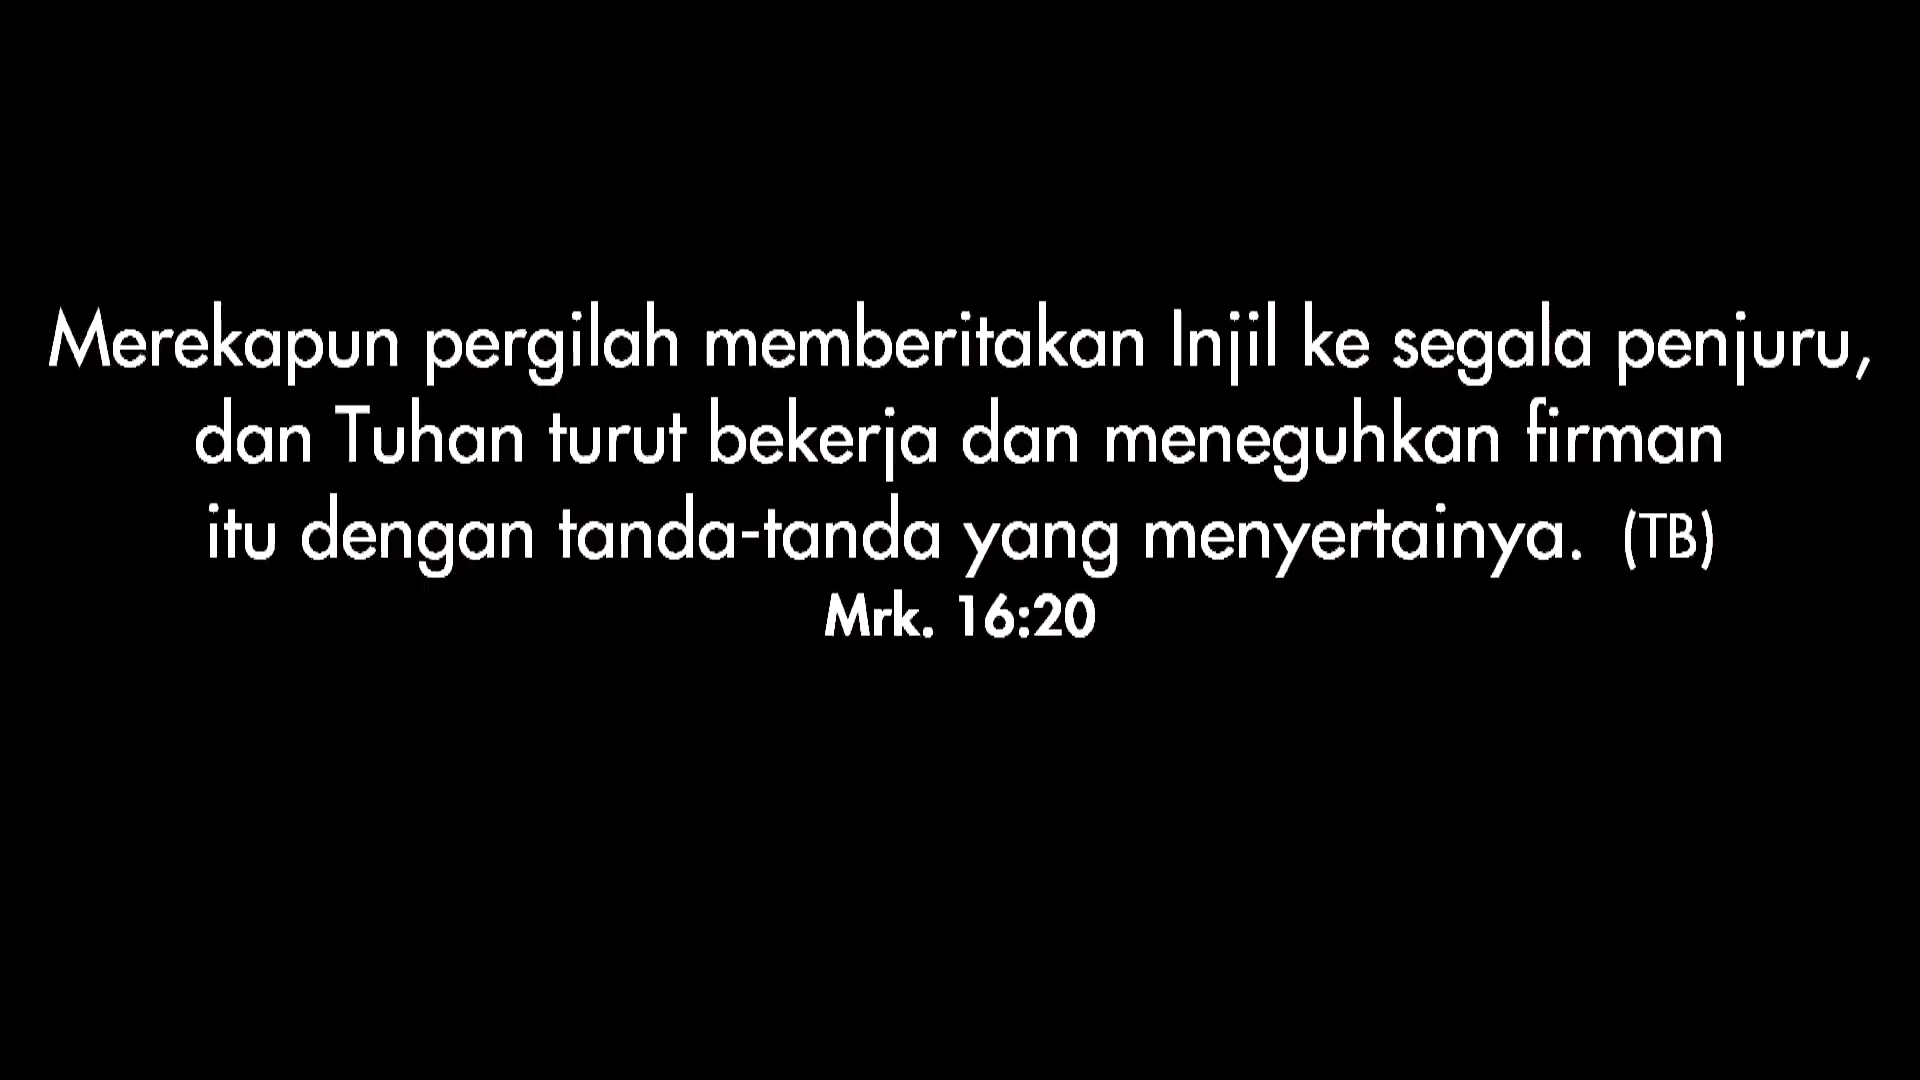 Merekapun pergilah memberitakan Injil ke segala penjuru,
dan Tuhan turut bekerja dan meneguhkan firman
itu dengan tanda-tanda yang menyertainya. (TB)
Mrk. 16:20